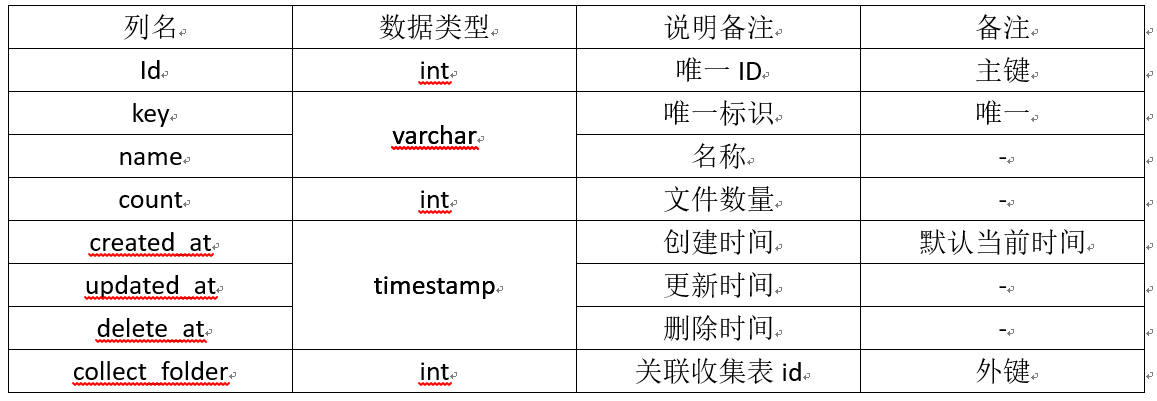 列名 数据类型 说明备注 备注
Id int 唯一 ID 主键
key varchar 唯一标识 唯一
name 名称 -
count int 文件数量 -
created_at timestamp 创建时间 默认当前时间
updated_at 更新时间 -
delete_at 删除时间 -
collect_folder int 关联收集表 id 外键